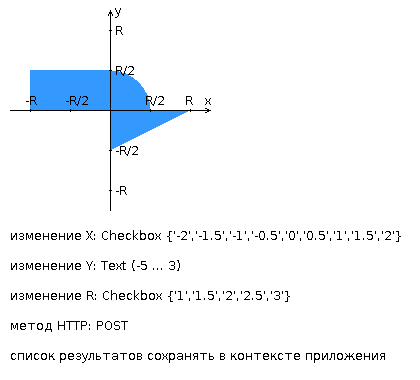 y
R
R/2
-R -R/2 R/2 R x
-R/2
-R
изменение X: Checkbox {'-2','-1.5','-1','-0.5','0','0.5','1','1.5','2'}
изменение Y: Text (-5 ... 3)
изменение R: Checkbox {'1','1.5','2','2.5','3'}
метод HTTP: POST
список результатов сохранять в контексте приложения